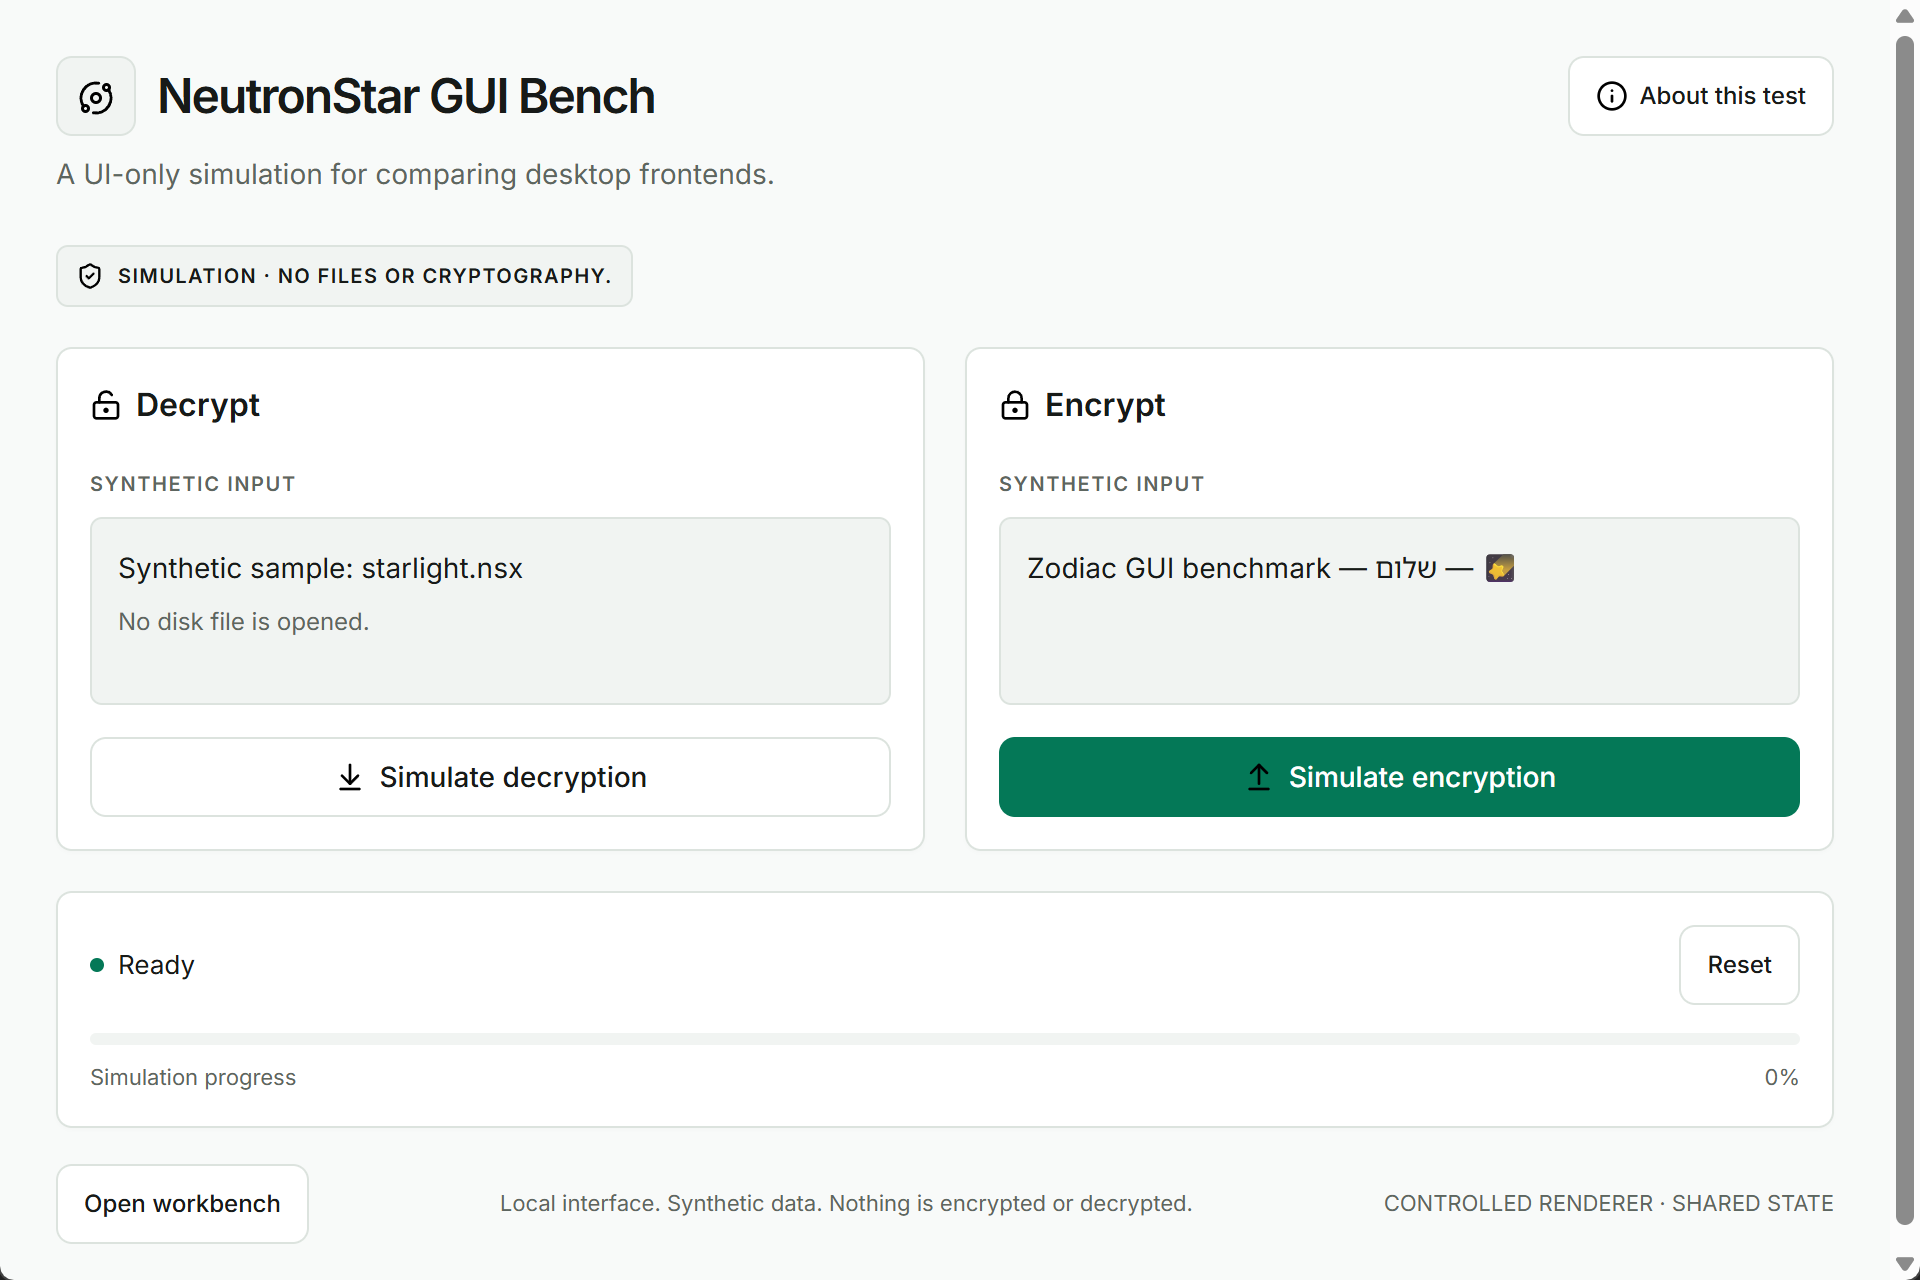 NeutronStar GUI Bench
About this test
A UI-only simulation for comparing desktop frontends.
SIMULATION · NO FILES OR CRYPTOGRAPHY.
Decrypt
SYNTHETIC INPUT
Synthetic sample: starlight.nsx
No disk file is opened.
Simulate decryption
Encrypt
SYNTHETIC INPUT
Zodiac GUI benchmark — שלום — 🌠
Simulate encryption
Ready
Reset
Simulation progress
0%
Open workbench
Local interface. Synthetic data. Nothing is encrypted or decrypted.
CONTROLLED RENDERER · SHARED STATE